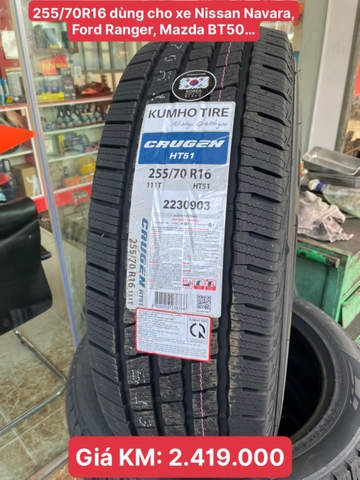 255/70R16 dùng cho xe Nissan Navara,
Ford Ranger, Mazda BT50...
KUMHO TIRE
CRUGEN
HT51
255/70 R16
111T HT51
2230903
CRUGEN HT51
255/70 R16 111T
Giá KM: 2.419.000